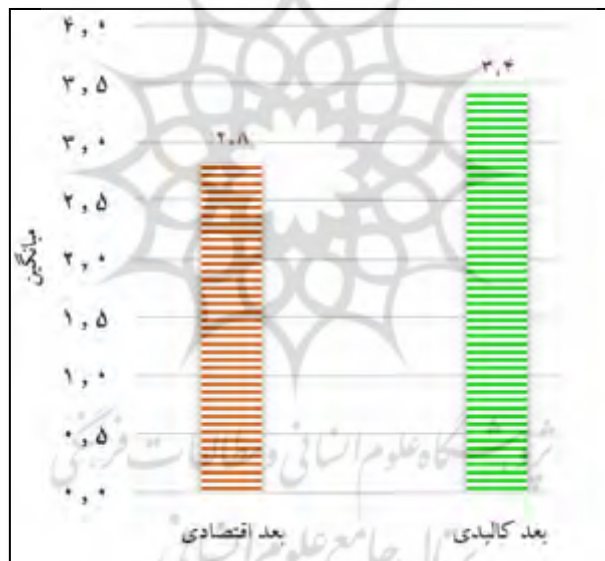 ۴,۰
۳,۵
۳,۰
۲,۵
۲,۰
۱,۵
۱,۰
۰,۵
۰,۰
میانگین
۲.۸
۳.۴
بعد اقتصادی
بعد کالبدی
پژوهشگاه علوم انسانی و مطالعات فرهنگی
پرتال جامع علوم انسانی